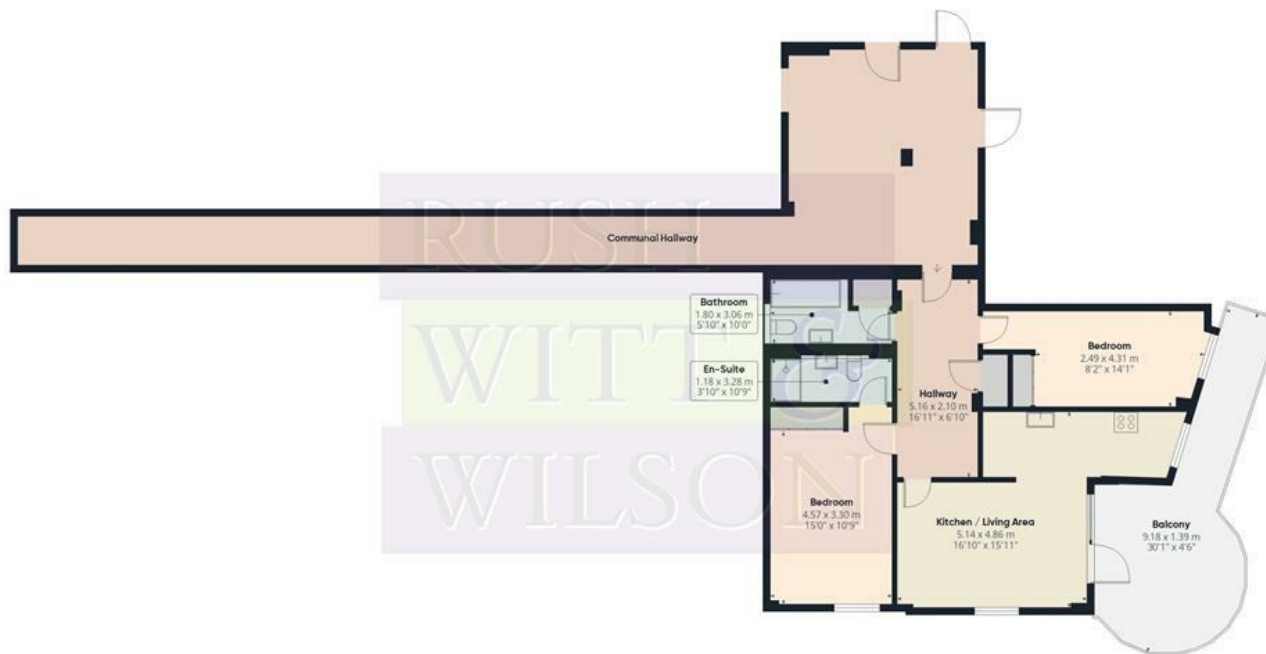 RUSH
WITT &
WILSON
Communal Hallway
Bathroom
1.80 x 3.06 m
5'10" x 10'0"
En-Suite
1.18 x 3.28 m
3'10" x 10'9"
Hallway
5.16 x 2.10 m
16'11" x 6'10"
Bedroom
2.49 x 4.31 m
8'2" x 14'1"
Bedroom
4.57 x 3.30 m
15'0" x 10'9"
Kitchen / Living Area
5.14 x 4.86 m
16'10" x 15'11"
Balcony
9.18 x 1.39 m
30'1" x 4'6"